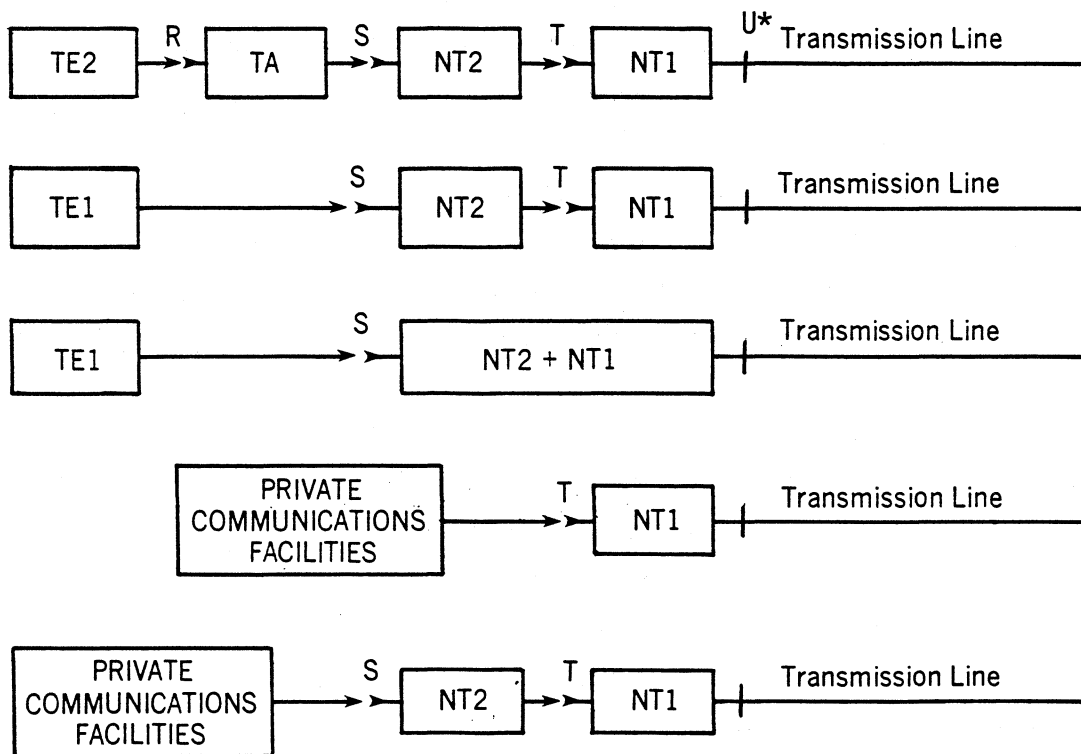 R S T U* Transmission Line
TE2 TA NT2 NT1
S T Transmission Line
TE1 NT2 NT1
S Transmission Line
TE1 NT2 + NT1
PRIVATE
COMMUNICATIONS
FACILITIES
T Transmission Line
NT1
PRIVATE
COMMUNICATIONS
FACILITIES
S T Transmission Line
NT2 NT1